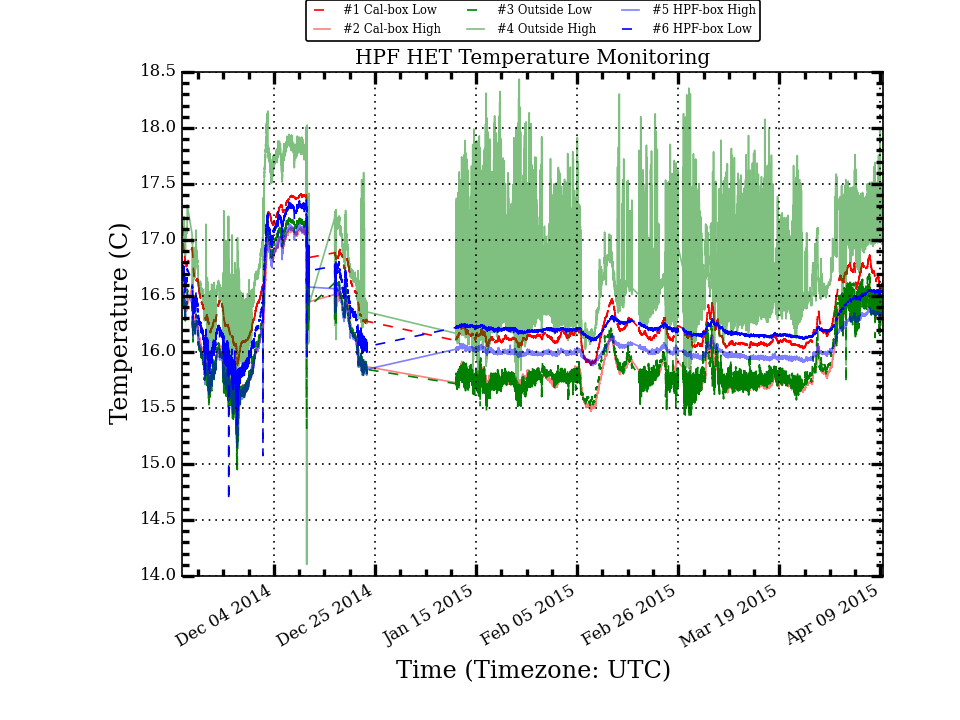 #1 Cal-box Low #3 Outside Low #5 HPF-box High
#2 Cal-box High #4 Outside High #6 HPF-box Low
HPF HET Temperature Monitoring
18.5
18.0
17.5
17.0
16.5
16.0
15.5
15.0
14.5
14.0
Temperature (C)
Dec 04 2014
Dec 25 2014
Jan 15 2015
Feb 05 2015
Feb 26 2015
Mar 19 2015
Apr 09 2015
Time (Timezone: UTC)